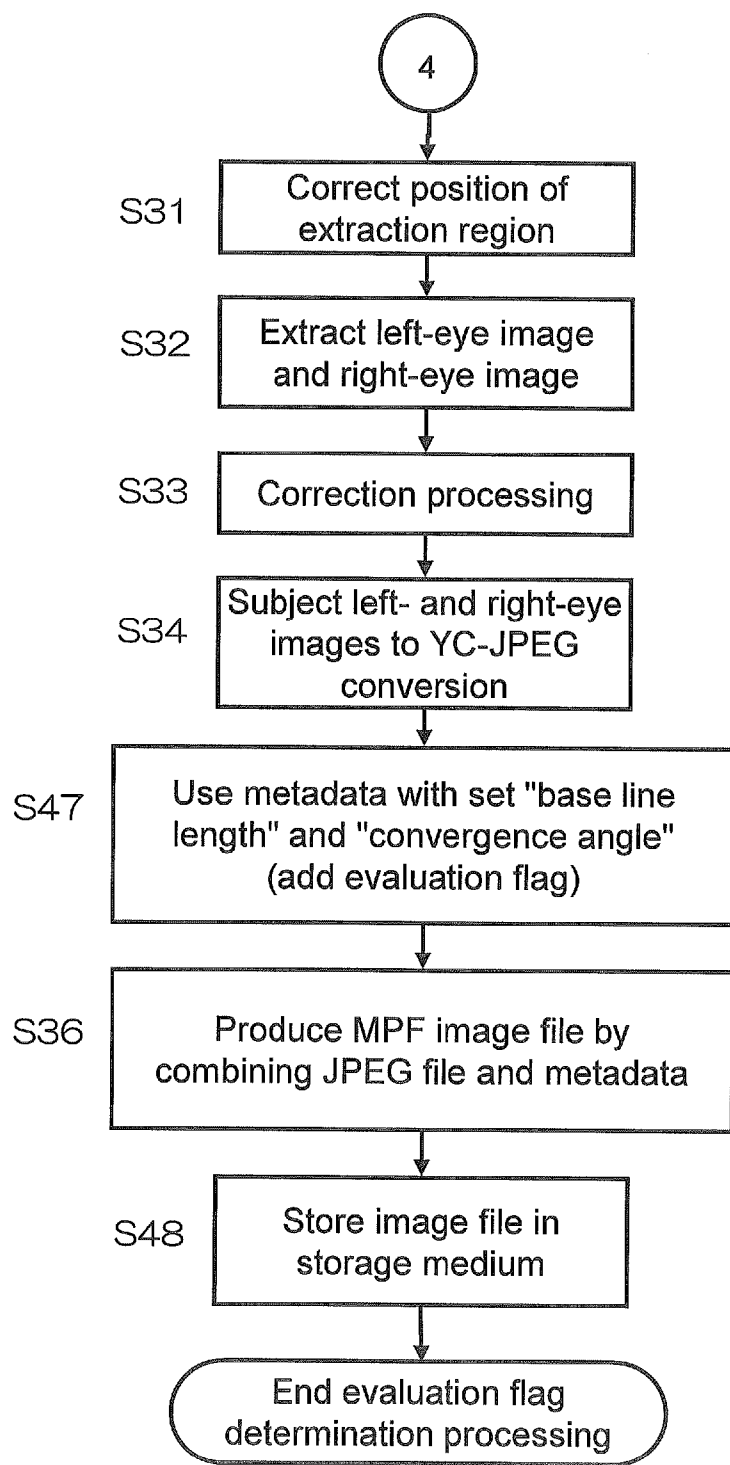 4
S31
Correct position of
extraction region
S32
Extract left-eye image
and right-eye image
S33
Correction processing
S34
Subject left- and right-eye
images to YC-JPEG
conversion
S47
Use metadata with set "base line
length" and "convergence angle"
(add evaluation flag)
S36
Produce MPF image file by
combining JPEG file and metadata
S48
Store image file in
storage medium
End evaluation flag
determination processing